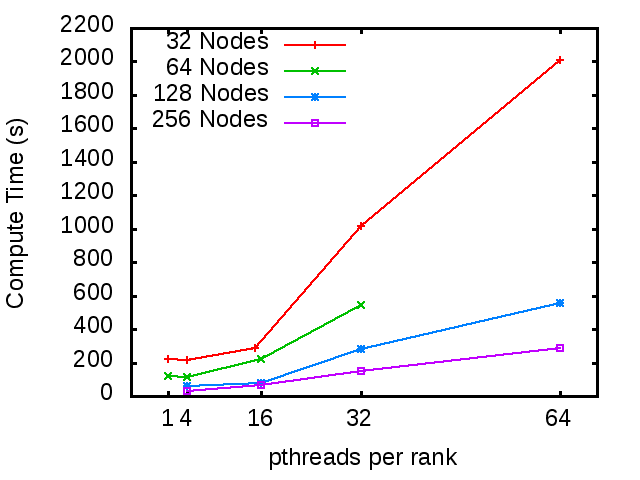 2200
2000
1800
1600
1400
1200
1000
800
600
400
200
0
Compute Time (s)
32 Nodes
64 Nodes
128 Nodes
256 Nodes
1 4 16 32 64
pthreads per rank